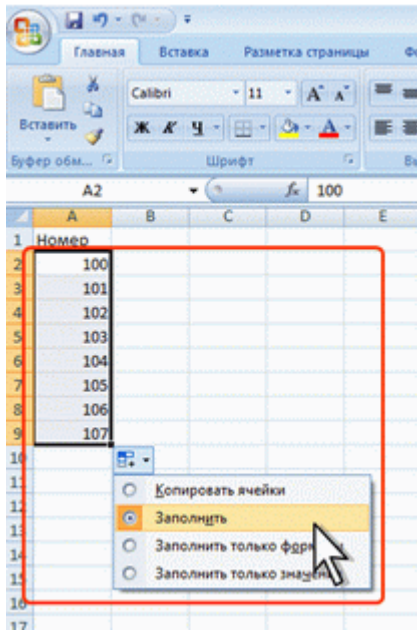 Главная Вставка Разметка страницы
Вставить
Calibri 11 А А
Ж К Ч А
Буфер обм... Шрифт
A2 fx 100
A B C D E
1 Номер
2 100
3 101
4 102
5 103
6 104
7 105
8 106
9 107
10
11 Копировать ячейки
12 Заполнить
13
14 Заполнить только
15 Заполнить только
16
17